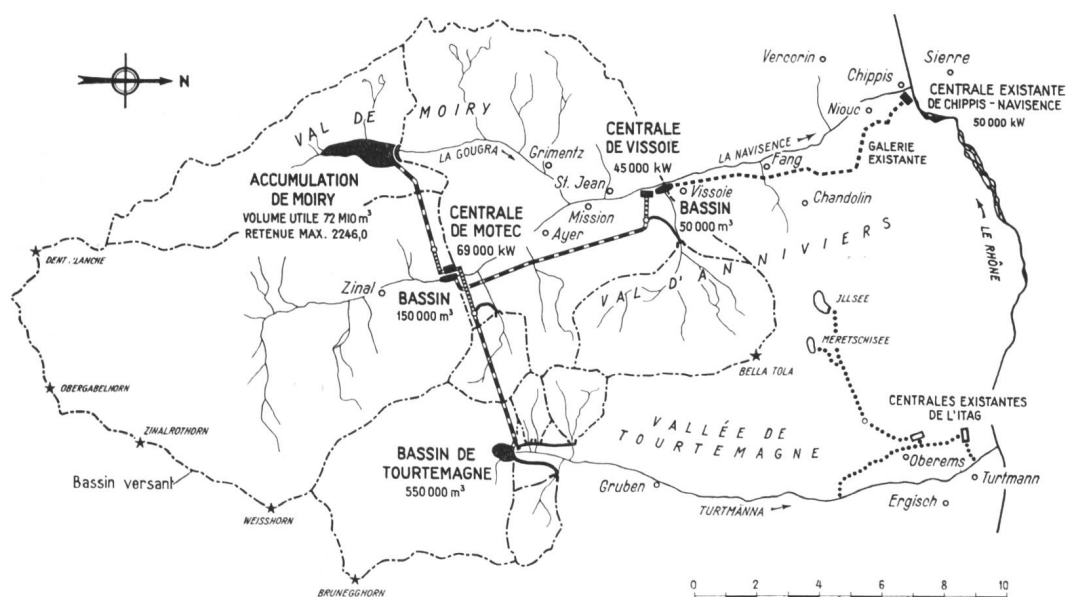 N
VAL DE
MOIRY
LA GOUGRA
Grimentz
St. Jean
Mission
Ayer
ACCUMULATION
DE MOIRY
VOLUME UTILE 72 MIO m³
RETENUE MAX. 2246,0
CENTRALE
DE MOTEC
69 000 kW
CENTRALE
DE VISSOIE
45 000 kW
Vissoie
BASSIN
50 000 m³
LA NAVISENCE
Vercorin
Chippis
Niouc
Sierre
CENTRALE EXISTANTE
DE CHIPPIS - NAVISENCE
50 000 kW
GALERIE
EXISTANTE
Fang
Chandolin
VAL D'ANNIVIERS
LE RHÔNE
DENT BLANCHE
Zinal
BASSIN
150 000 m³
ILLSEE
MERETSCHISEE
BELLA TOLA
OBERGABELHORN
ZINALROTHORN
Bassin versant
WEISSHORN
BRUNEGGHORN
BASSIN DE
TOURTEMAGNE
550 000 m³
VALLÉE DE
TOURTEMAGNE
CENTRALES EXISTANTES
DE L'ITAG
Oberems
Turtmann
Gruben
TURTMÄNNA
Ergisch
0 2 4 6 8 10